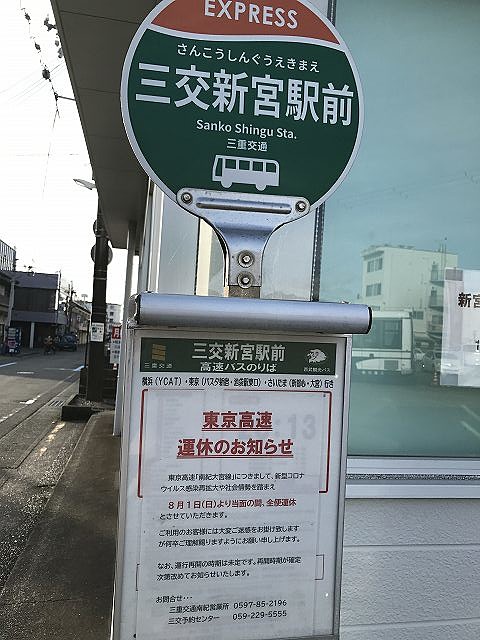 EXPRESS
さんこうしんぐうえきまえ
三交新宮駅前
Sanko Shingu Sta.
三重交通
三交新宮駅前
高速バスのりば
三重交通
西武観光バス
横浜(YCAT)・東京(バスタ新宿・池袋駅東口)・さいたま(新都心・大宮)行き
東京高速
運休のお知らせ
東京高速「南紀大宮線」につきまして、新型コロナ
ウイルス感染再拡大や社会情勢を踏まえ
8月1日(日)より当面の間、全便運休
とさせていただきます。
ご利用のお客様には大変ご迷惑をお掛け致します
が何卒ご理解賜りますようにお願い申し上げます。
なお、運行再開の時期は未定です。再開時期が確定
次第改めてお知らせいたします。
お問合せ・・・
三重交通南紀営業所 0597-85-2196
三交予約センター 059-229-5555
新宮